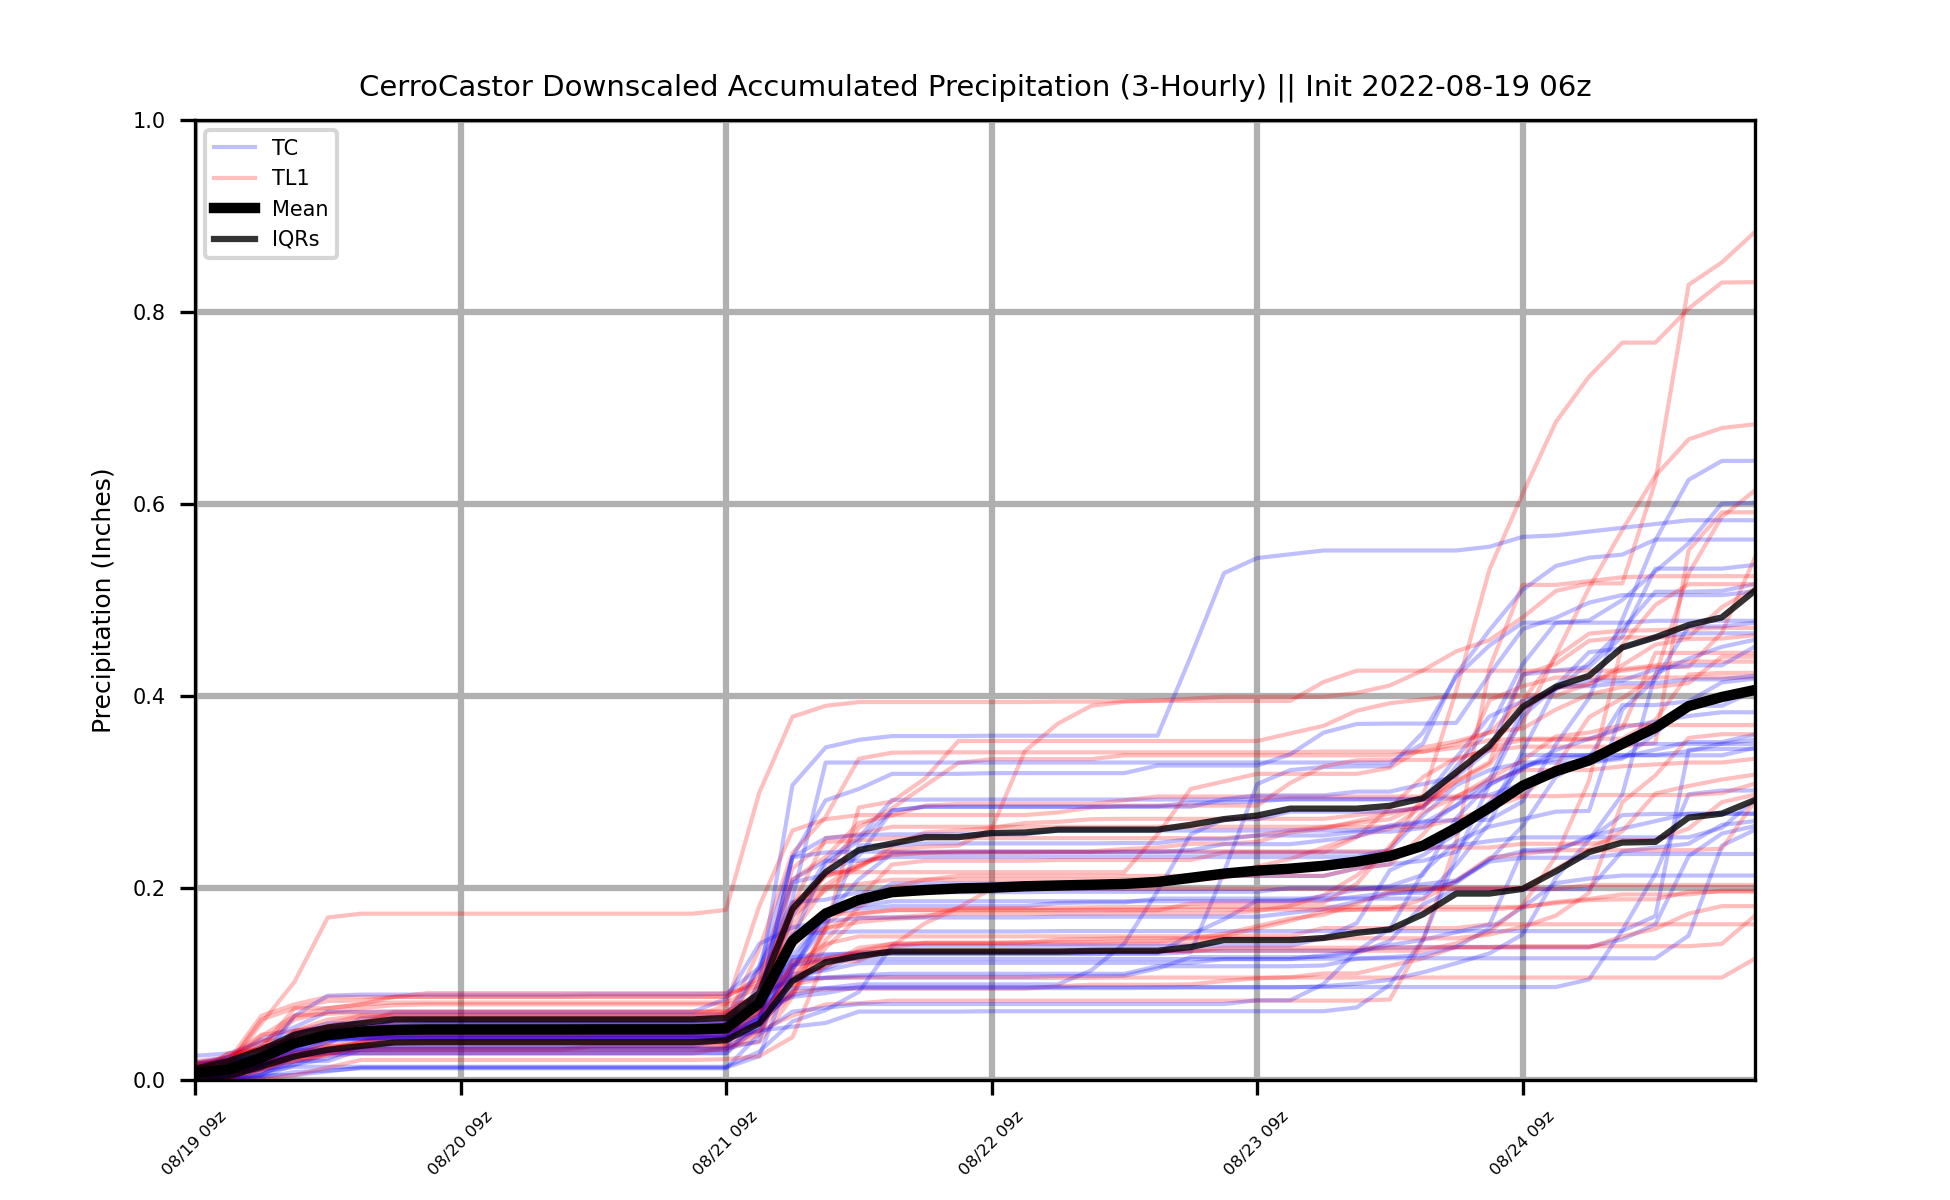 CerroCastor Downscaled Accumulated Precipitation (3-Hourly) || Init 2022-08-19 06z
1.0
0.8
0.6
0.4
0.2
0.0
Precipitation (Inches)
TC
TL1
Mean
IQRs
08/19 09z
08/20 09z
08/21 09z
08/22 09z
08/23 09z
08/24 09z